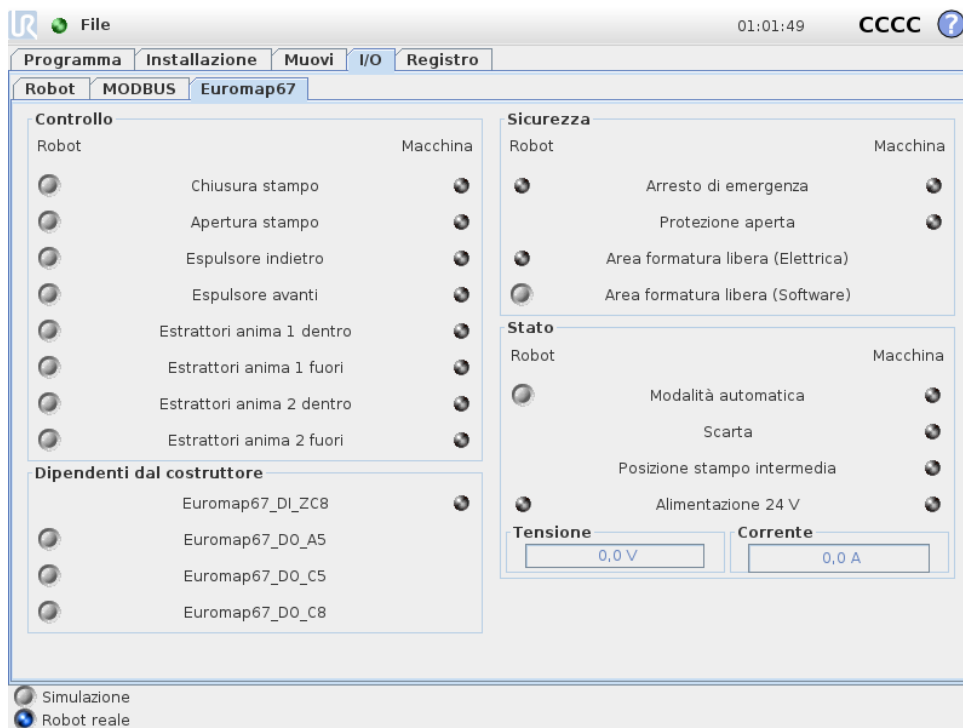 UR File 01:01:49 CCCC ?
Programma Installazione Muovi I/O Registro
Robot MODBUS Euromap67
Controllo
Robot Macchina
Chiusura stampo
Apertura stampo
Espulsore indietro
Espulsore avanti
Estrattori anima 1 dentro
Estrattori anima 1 fuori
Estrattori anima 2 dentro
Estrattori anima 2 fuori
Dipendenti dal costruttore
Euromap67_DI_ZC8
Euromap67_DO_A5
Euromap67_DO_C5
Euromap67_DO_C8
Sicurezza
Robot Macchina
Arresto di emergenza
Protezione aperta
Area formatura libera (Elettrica)
Area formatura libera (Software)
Stato
Robot Macchina
Modalità automatica
Scarta
Posizione stampo intermedia
Alimentazione 24 V
Tensione Corrente
0,0 V 0,0 A
Simulazione
Robot reale